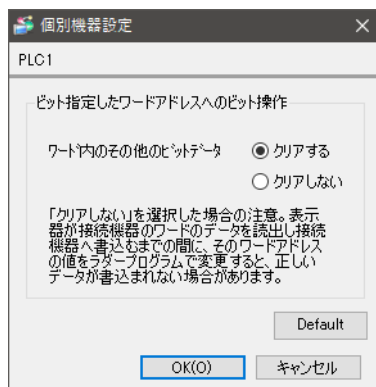 個別機器設定
PLC1
ビット指定したワードアドレスへのビット操作
ワード内のその他のビットデータ
クリアする
クリアしない
「クリアしない」を選択した場合の注意。表示
器が接続機器のワードのデータを読出し接続
機器へ書込むまでの間に、そのワードアドレス
の値をラダープログラムで変更すると、正しい
データが書込まれない場合があります。
Default
OK(O)
キャンセル